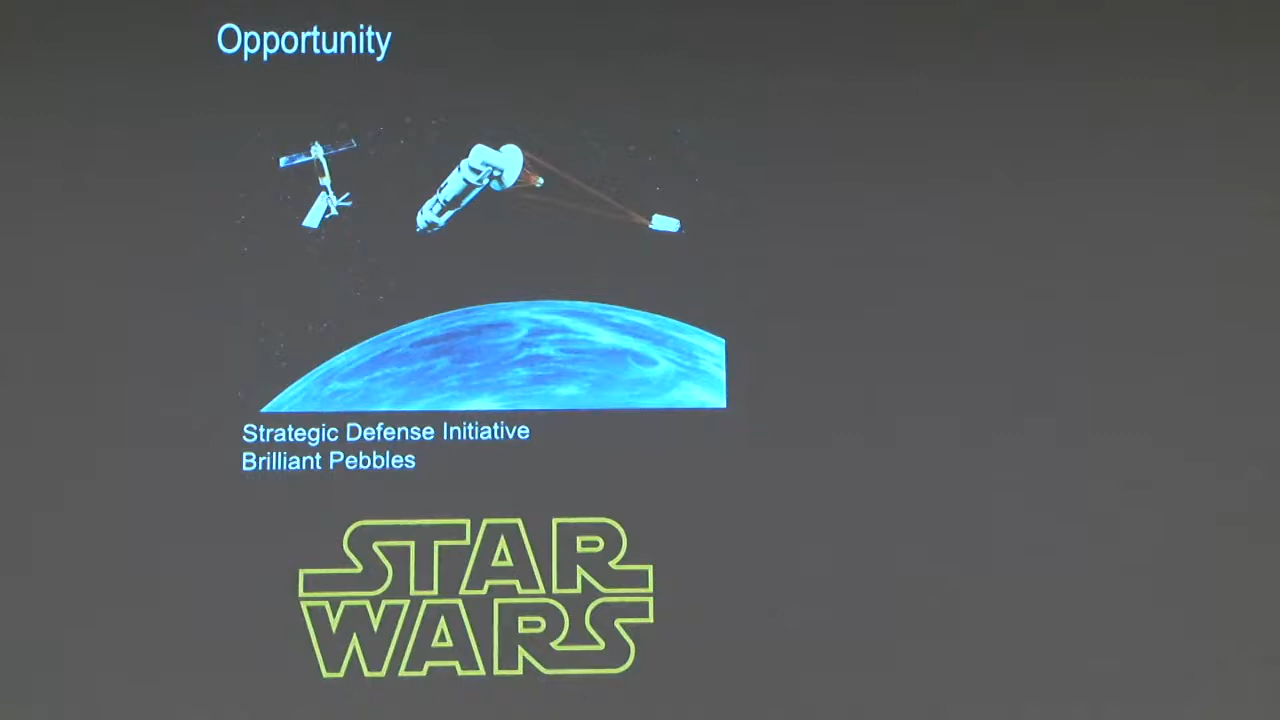 Opportunity
Strategic Defense Initiative
Brilliant Pebbles
STAR
WARS